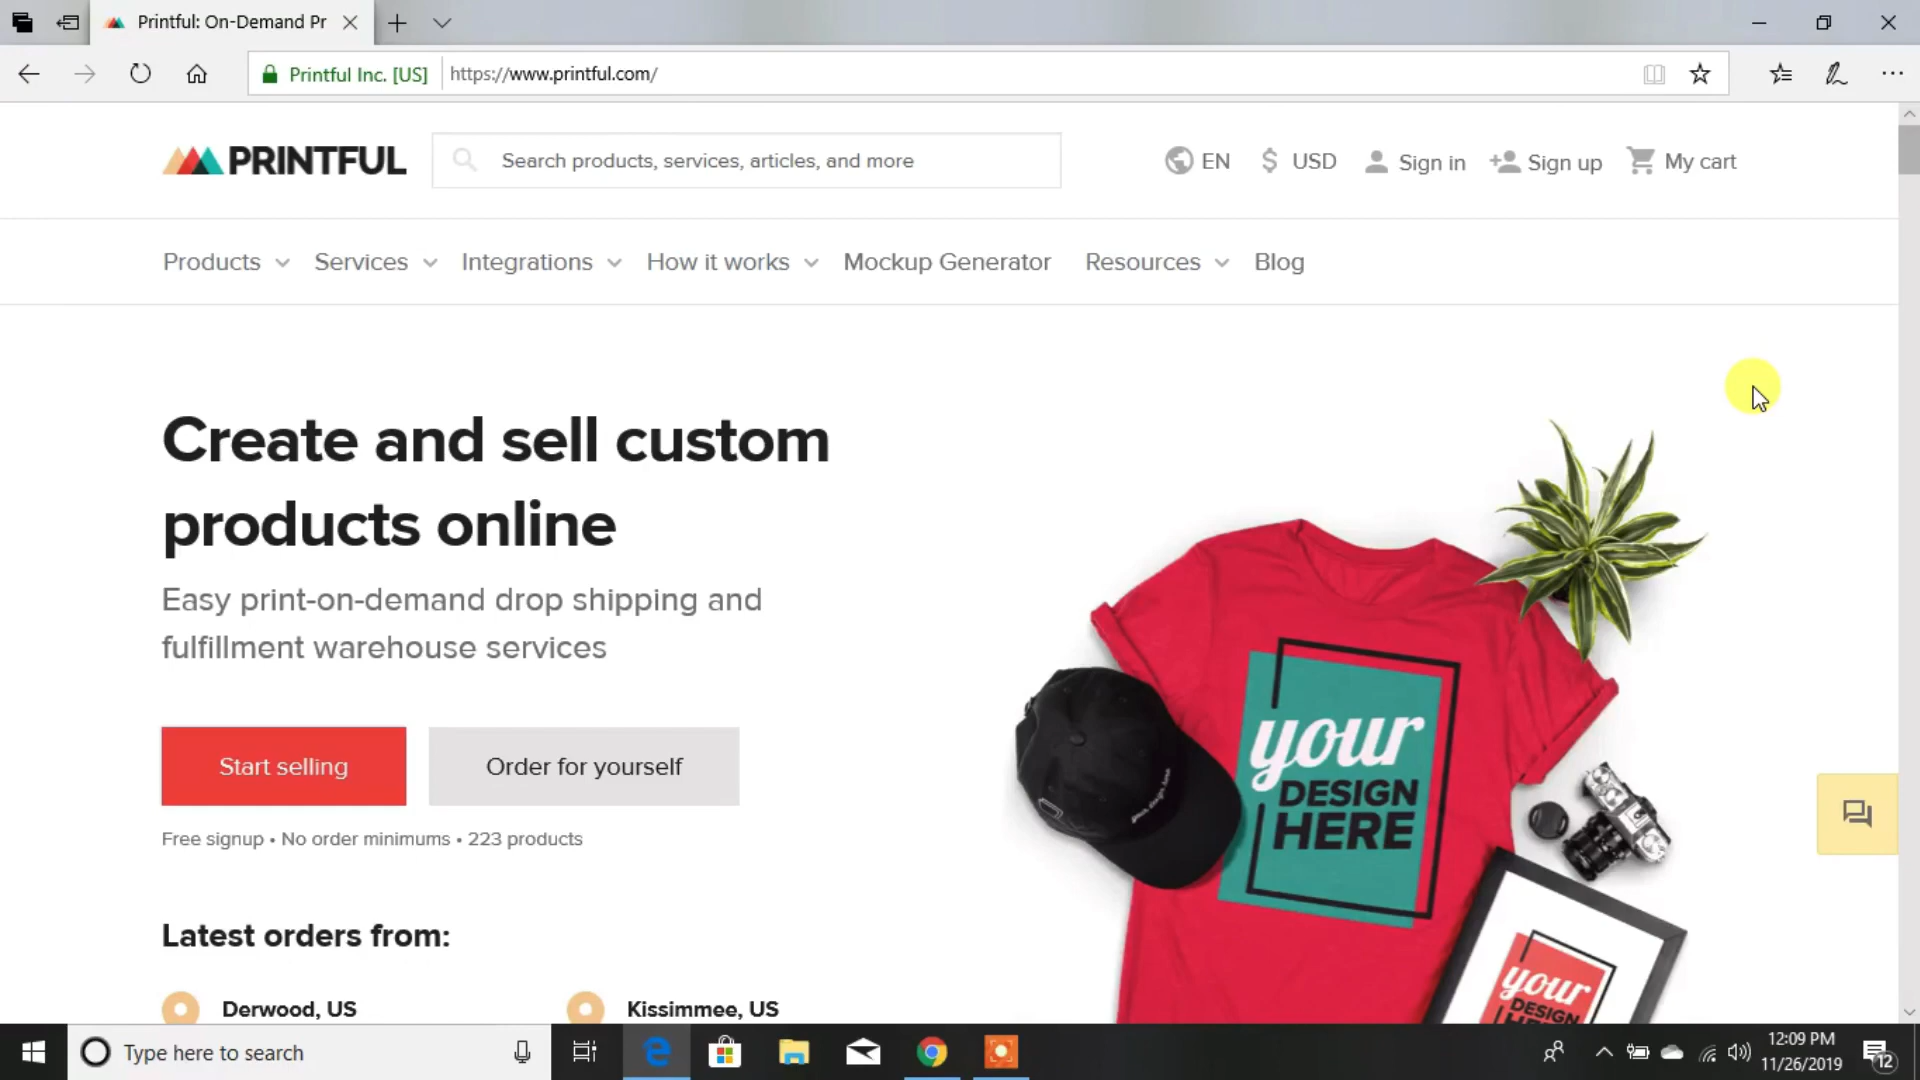 Printful: On-Demand Pr
Printful Inc. [US]
https://www.printful.com/
PRINTFUL
Search products, services, articles, and more
EN
$ USD
Sign in
Sign up
My cart
Products
Services
Integrations
How it works
Mockup Generator
Resources
Blog
Create and sell custom
products online
Easy print-on-demand drop shipping and
fulfillment warehouse services
Start selling
Order for yourself
Free signup • No order minimums • 223 products
your
DESIGN
HERE
your
DESIGN
Latest orders from:
Derwood, US
Kissimmee, US
Type here to search
12:09 PM
11/26/2019
12